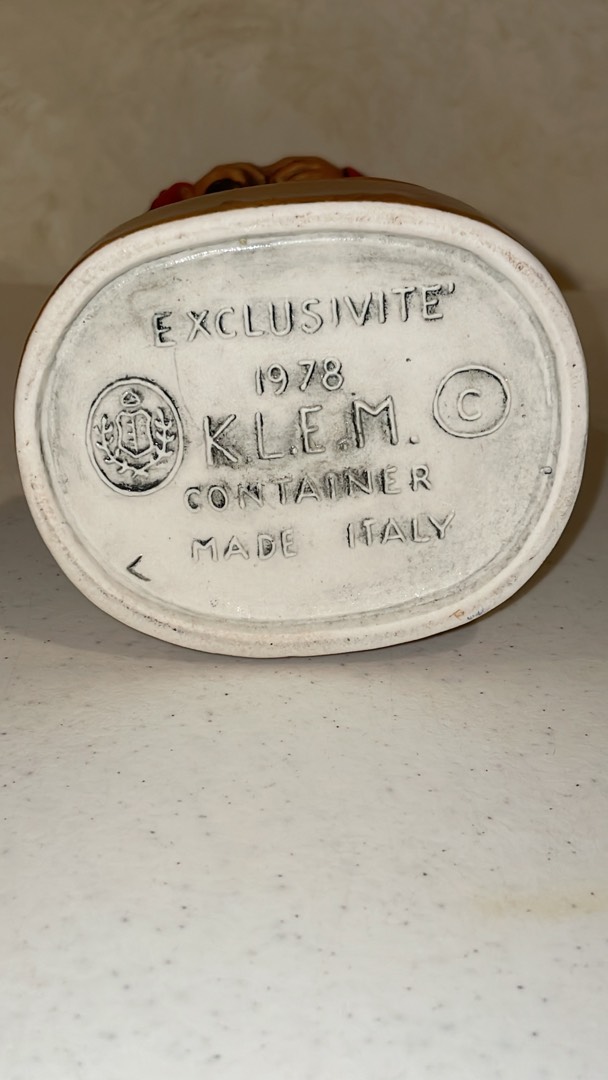 EXCLUSIVITE'
1978
K.L.E.M.
©
CONTAINER
MADE ITALY